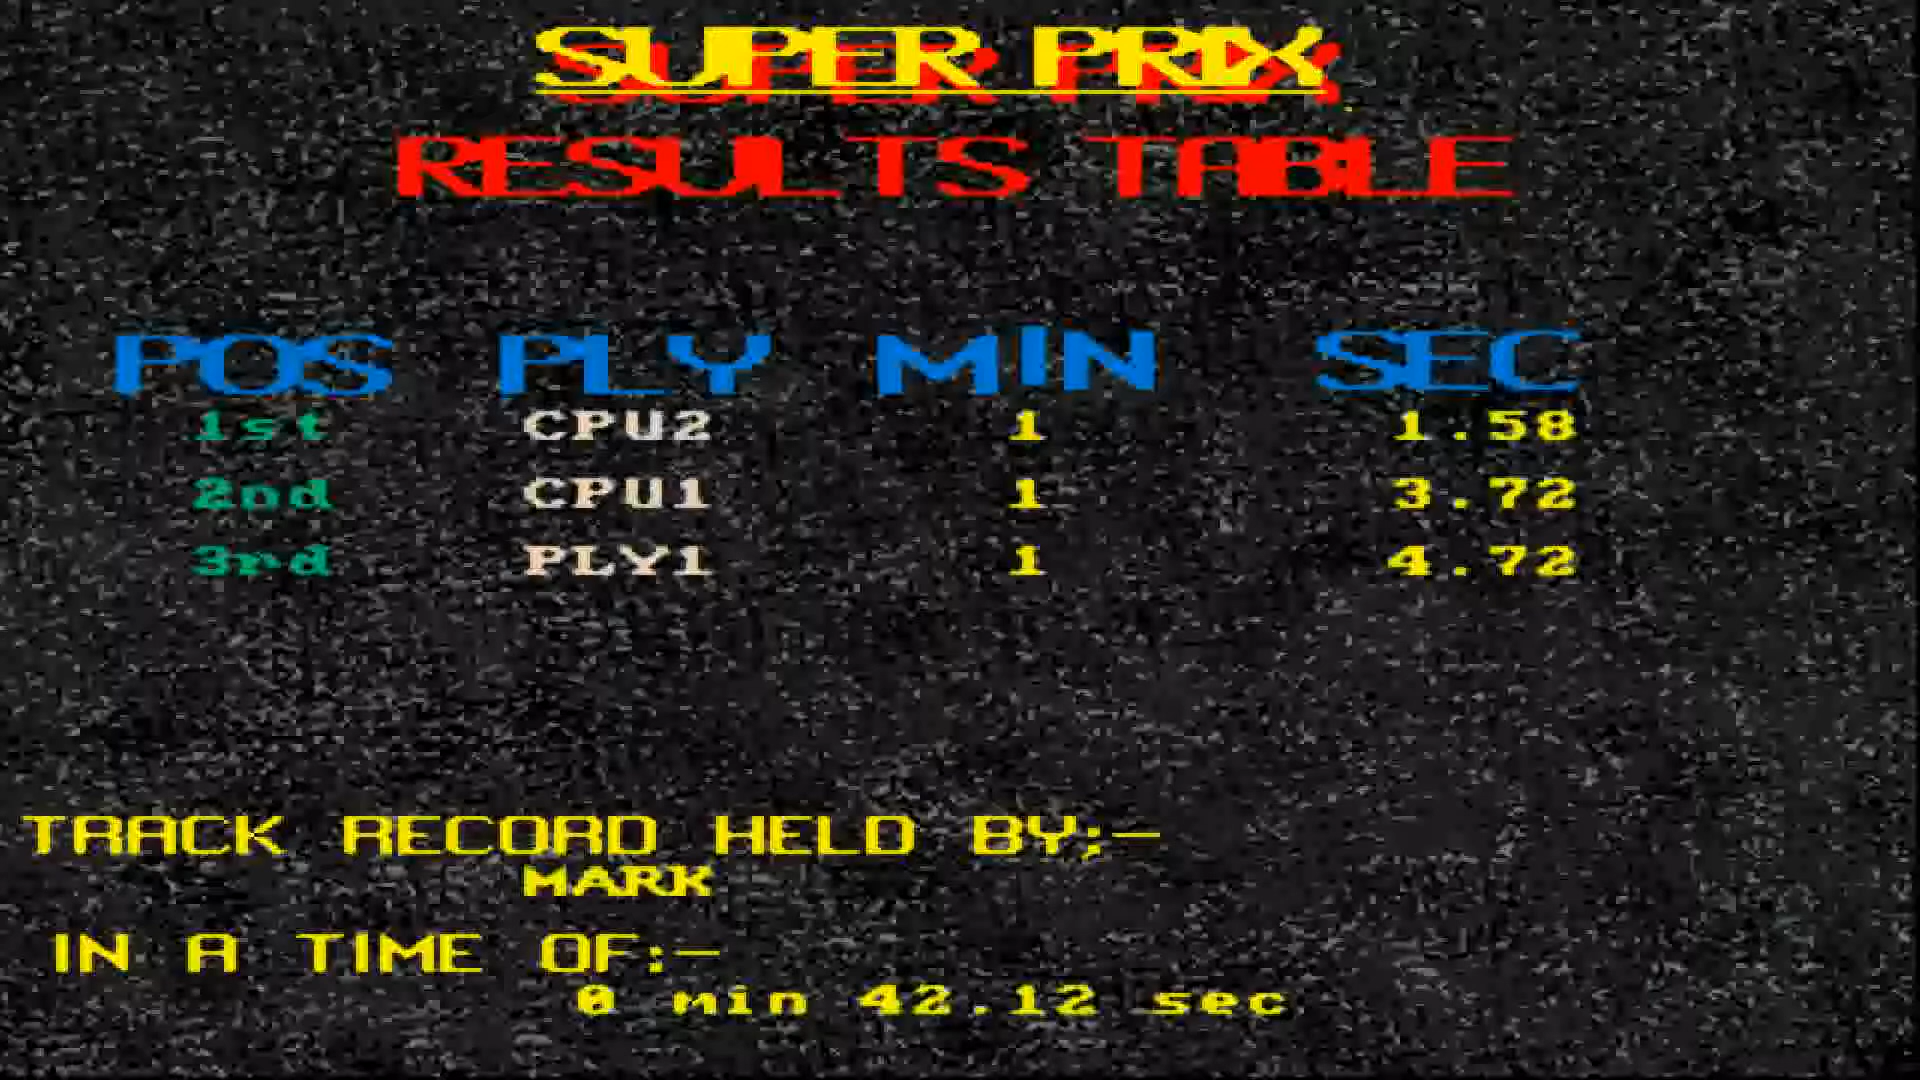 SUPER PRIX
RESULTS TABLE
POS PLY MIN SEC
1st CPU2 1 1.58
2nd CPU1 1 3.72
3rd PLY1 1 4.72
TRACK RECORD HELD BY;-
MARK
IN A TIME OF:-
0 min 42.12 sec